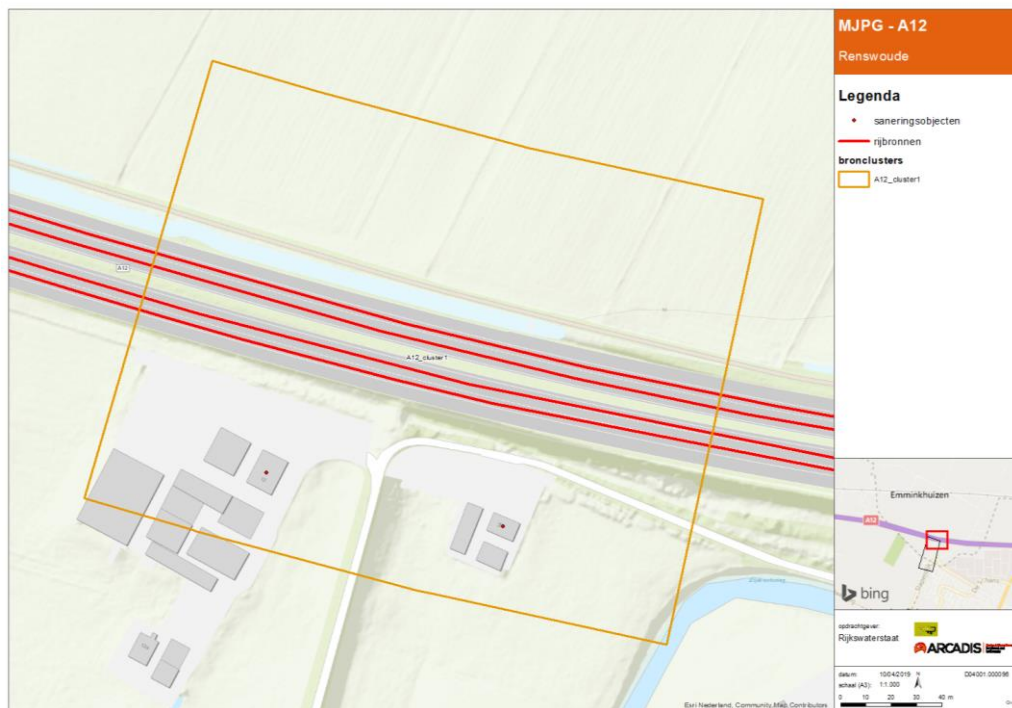 A12
A12_cluster1
Esri Nederland, Community Map Contributors
MJPG - A12
Renswoude
Legenda
saneringsobjecten
rijbronnen
bronclusters
A12_cluster1
Emminkhuizen
A12
bing
opdrachtgever:
Rijkswaterstaat
ARCADIS
datum: 10/04/2019 N
schaal (A3): 1:1.000
0 10 20 30 40 m